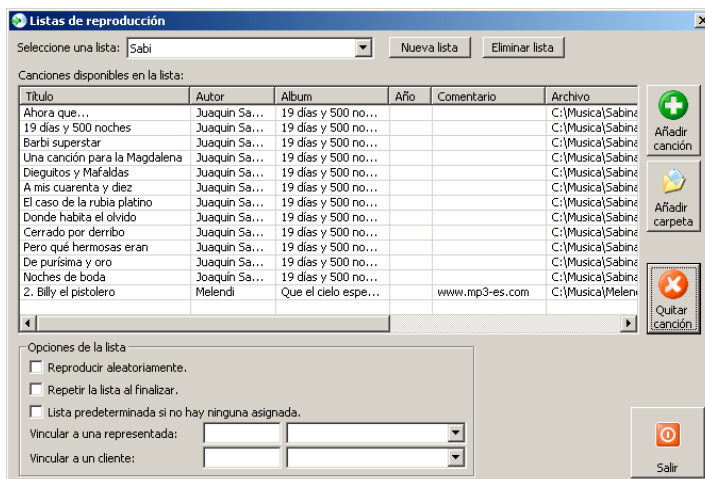 Listas de reproducción
Seleccione una lista: Sabi Nueva lista Eliminar lista
Canciones disponibles en la lista:
Título Autor Album Año Comentario Archivo
Ahora que... Juaquin Sa... 19 días y 500 no... C:\Musica\Sabina
19 días y 500 noches Juaquin Sa... 19 días y 500 no... C:\Musica\Sabina
Barbi superstar Juaquin Sa... 19 días y 500 no... C:\Musica\Sabina
Una canción para la Magdalena Juaquin Sa... 19 días y 500 no... C:\Musica\Sabina
Dieguitos y Mafaldas Juaquin Sa... 19 días y 500 no... C:\Musica\Sabina
A mis cuarenta y diez Juaquin Sa... 19 días y 500 no... C:\Musica\Sabina
El caso de la rubia platino Juaquin Sa... 19 días y 500 no... C:\Musica\Sabina
Donde habita el olvido Juaquin Sa... 19 días y 500 no... C:\Musica\Sabina
Cerrado por derribo Juaquin Sa... 19 días y 500 no... C:\Musica\Sabina
Pero qué hermosas eran Juaquin Sa... 19 días y 500 no... C:\Musica\Sabina
De purísima y oro Juaquin Sa... 19 días y 500 no... C:\Musica\Sabina
Noches de boda Joaquín Sa... 19 días y 500 no... C:\Musica\Sabina
2. Billy el pistolero Melendi Que el cielo espe... www.mp3-es.com C:\Musica\Melen
Añadir
canción
Añadir
carpeta
Quitar
canción
Opciones de la lista
Reproducir aleatoriamente.
Repetir la lista al finalizar.
Lista predeterminada si no hay ninguna asignada.
Vincular a una representada:
Vincular a un cliente:
Salir